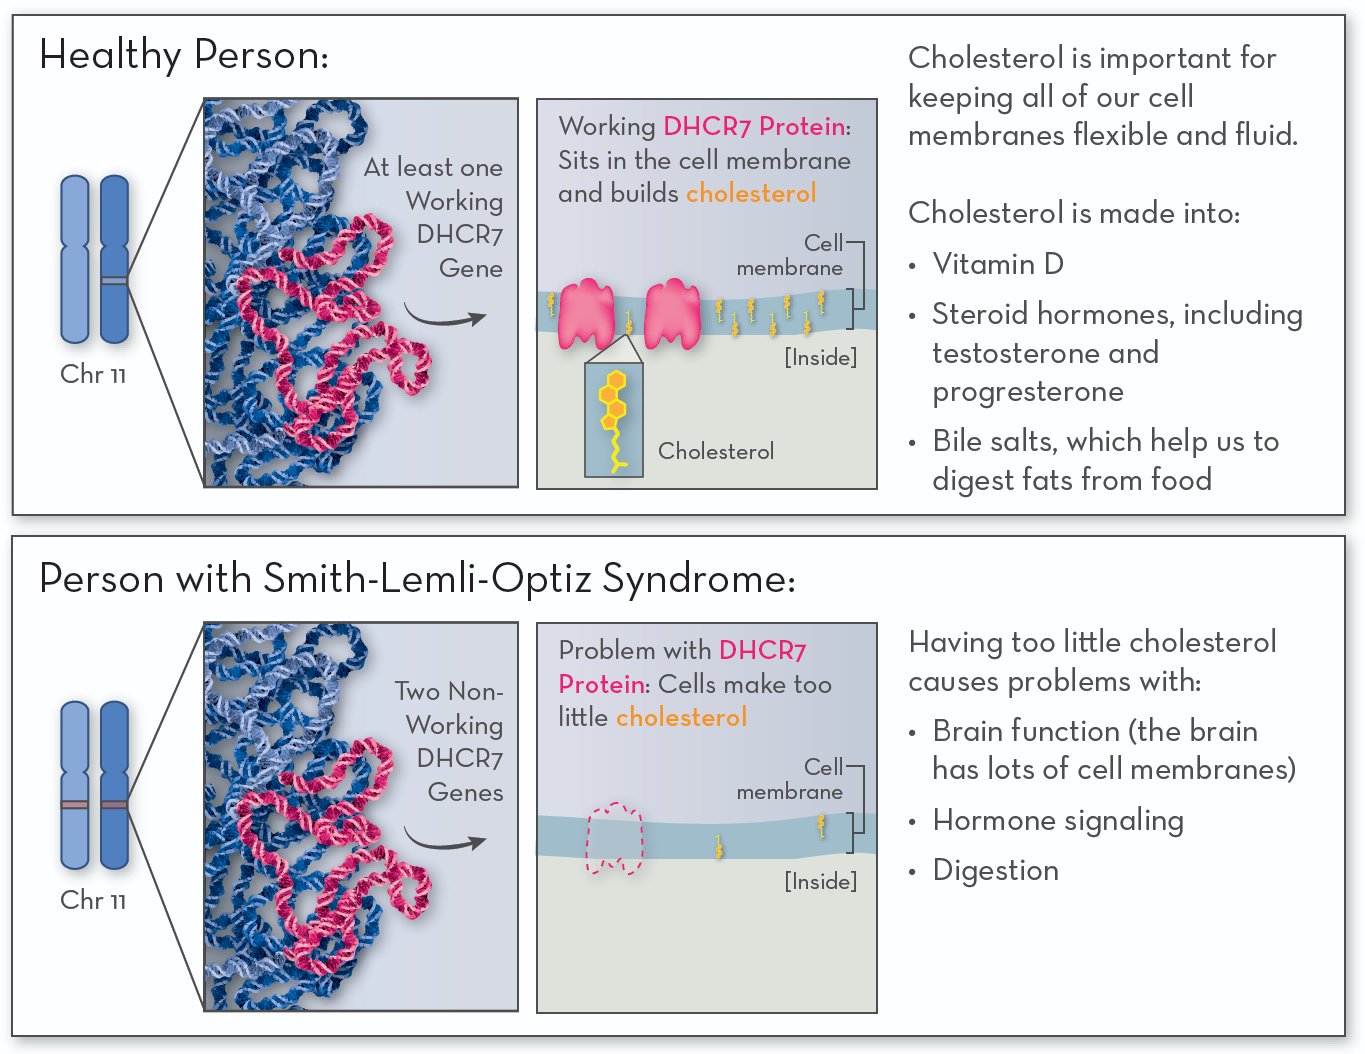 Healthy Person:
Chr 11
At least one
Working
DHCR7
Gene
Working DHCR7 Protein:
Sits in the cell membrane
and builds cholesterol
Cell
membrane
[Inside]
Cholesterol
Cholesterol is important for
keeping all of our cell
membranes flexible and fluid.
Cholesterol is made into:
• Vitamin D
• Steroid hormones, including
testosterone and
progresterone
• Bile salts, which help us to
digest fats from food
Person with Smith-Lemli-Optiz Syndrome:
Chr 11
Two Non-
Working
DHCR7
Genes
Problem with DHCR7
Protein: Cells make too
little cholesterol
Cell
membrane
[Inside]
Having too little cholesterol
causes problems with:
• Brain function (the brain
has lots of cell membranes)
• Hormone signaling
• Digestion